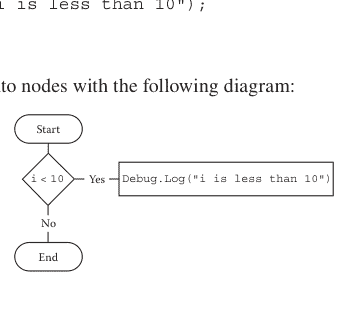 i is less than 10");
to nodes with the following diagram:
Start
i < 10
Yes
Debug.Log("i is less than 10")
No
End